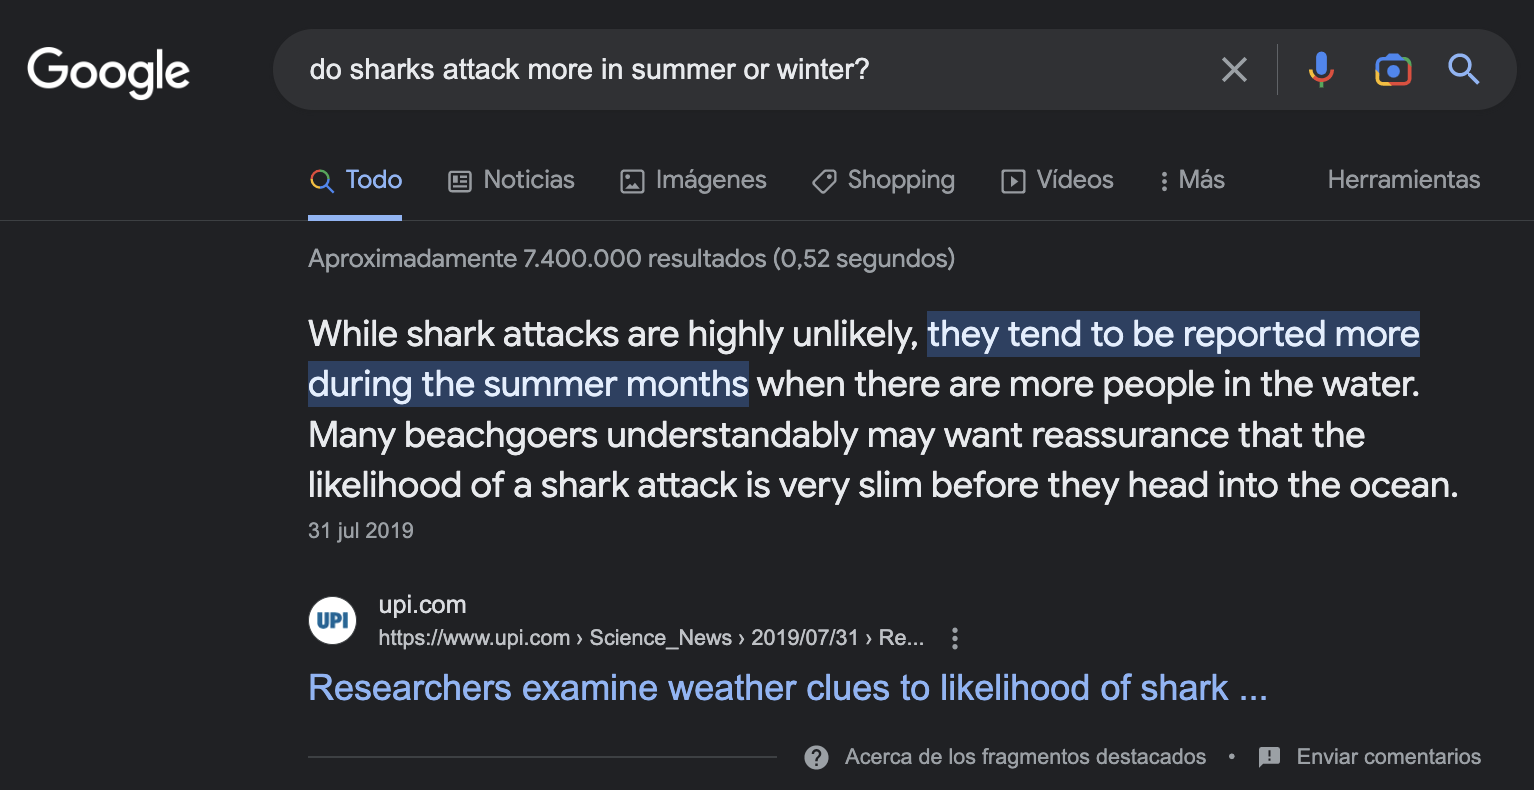 Google
do sharks attack more in summer or winter?
Todo Noticias Imágenes Shopping Vídeos Más Herramientas
Aproximadamente 7.400.000 resultados (0,52 segundos)
While shark attacks are highly unlikely, they tend to be reported more
during the summer months when there are more people in the water.
Many beachgoers understandably may want reassurance that the
likelihood of a shark attack is very slim before they head into the ocean.
31 jul 2019
UPI
upi.com
https://www.upi.com › Science_News › 2019/07/31 › Re...
Researchers examine weather clues to likelihood of shark ...
Acerca de los fragmentos destacados • Enviar comentarios